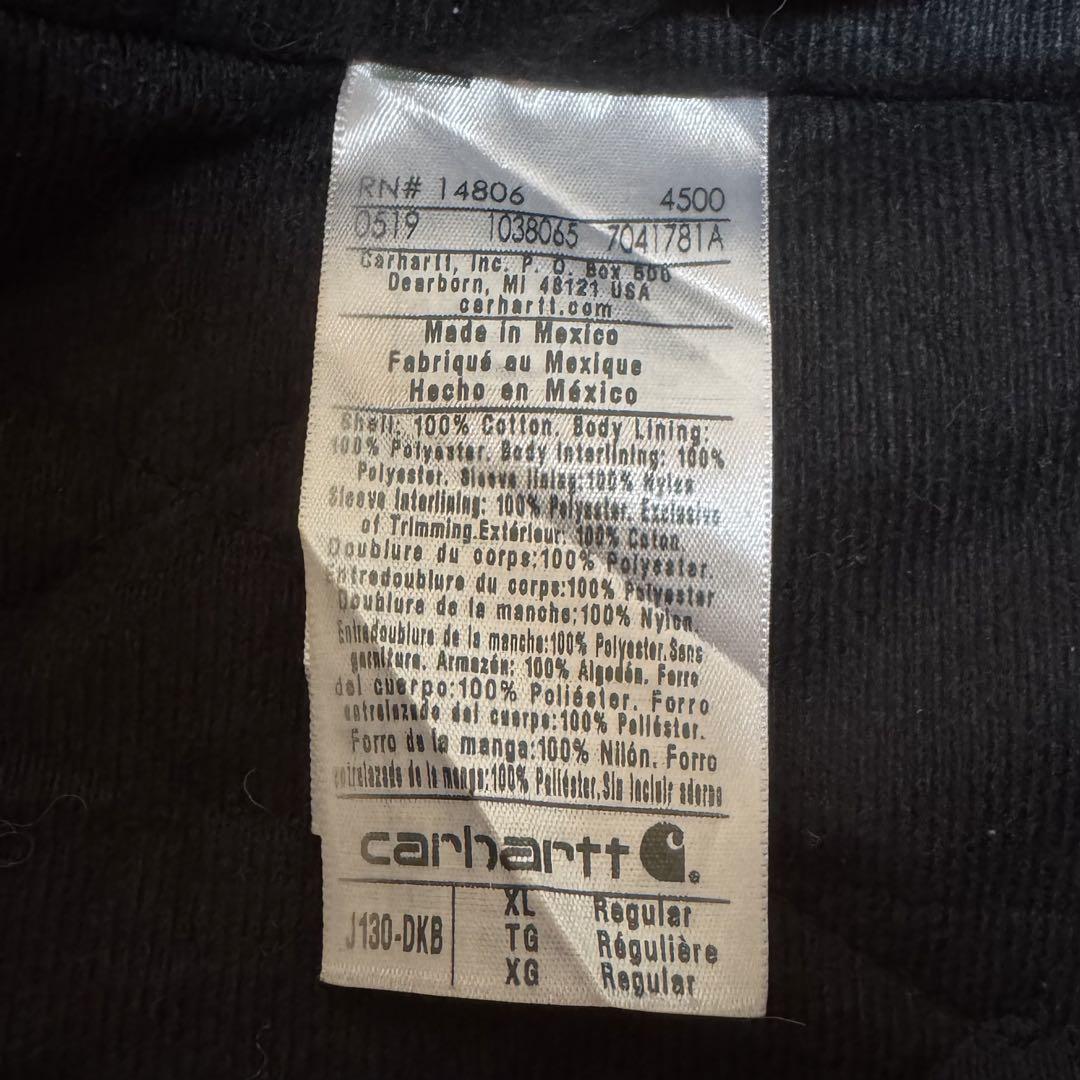 RN# 14806 4500
0519 1038065 7041781A
Carhartt, Inc. P. O. Box 600
Dearborn, MI 48121 USA
carhartt.com
Made in Mexico
Fabriqué au Mexique
Hecho en México
Shell: 100% Cotton. Body Lining:
100% Polyester. Body Interlining: 100%
Polyester. Sleeve lining:100% Nylon
Sleeve Interlining: 100% Polyester. Exclusive
of Trimming.Extérieur: 100% Coton.
Doublure du corps:100% Polyester.
Entredoublure du corps:100% Polyester
Doublure de la manche:100% Nylon.
Entredoublure de la manche:100% Polyester.Sans
garniture. Armazón: 100% Algodón. Forro
del cuerpo:100% Poliéster. Forro
entrelazado del cuerpo:100% Poliéster.
Forro de la manga:100% Nilón. Forro
entrelazado de la manga:100% Poliéster.Sin incluir adorno
carhartt
J130-DKB XL Regular
TG Régulière
XG Regular